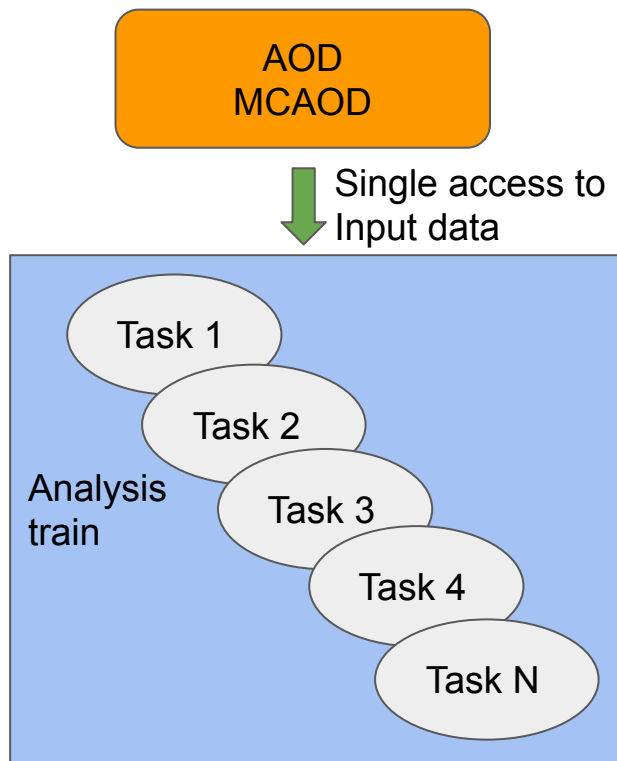 AOD
MCAOD
Single access to
Input data
Task 1
Task 2
Analysis
train
Task 3
Task 4
Task N